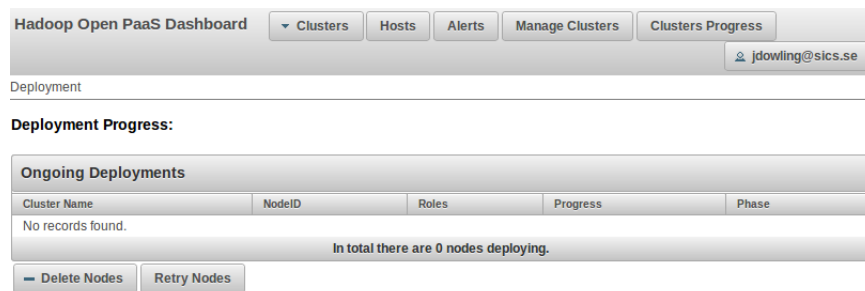 Hadoop Open PaaS Dashboard Clusters Hosts Alerts Manage Clusters Clusters Progress
jdowling@sics.se
Deployment
Deployment Progress:
Ongoing Deployments
Cluster Name NodeID Roles Progress Phase
No records found.
In total there are 0 nodes deploying.
Delete Nodes Retry Nodes